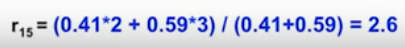 r₁₅ = (0.41*2 + 0.59*3) / (0.41+0.59) = 2.6